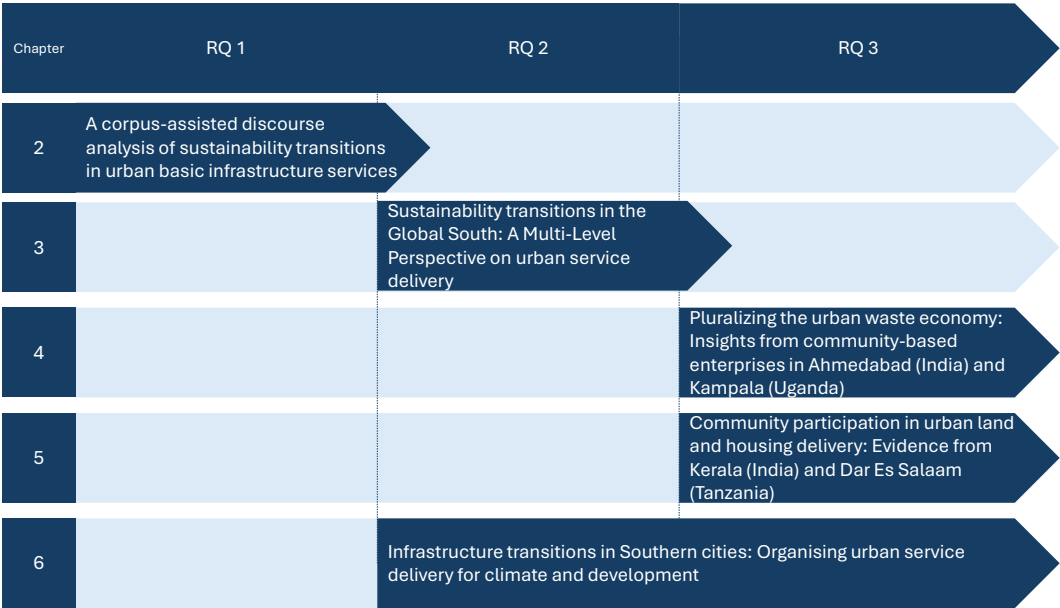 Chapter
RQ 1
RQ 2
RQ 3
2
A corpus-assisted discourse
analysis of sustainability transitions
in urban basic infrastructure services
3
Sustainability transitions in the
Global South: A Multi-Level
Perspective on urban service
delivery
4
Pluralizing the urban waste economy:
Insights from community-based
enterprises in Ahmedabad (India) and
Kampala (Uganda)
5
Community participation in urban land
and housing delivery: Evidence from
Kerala (India) and Dar Es Salaam
(Tanzania)
6
Infrastructure transitions in Southern cities: Organising urban service
delivery for climate and development